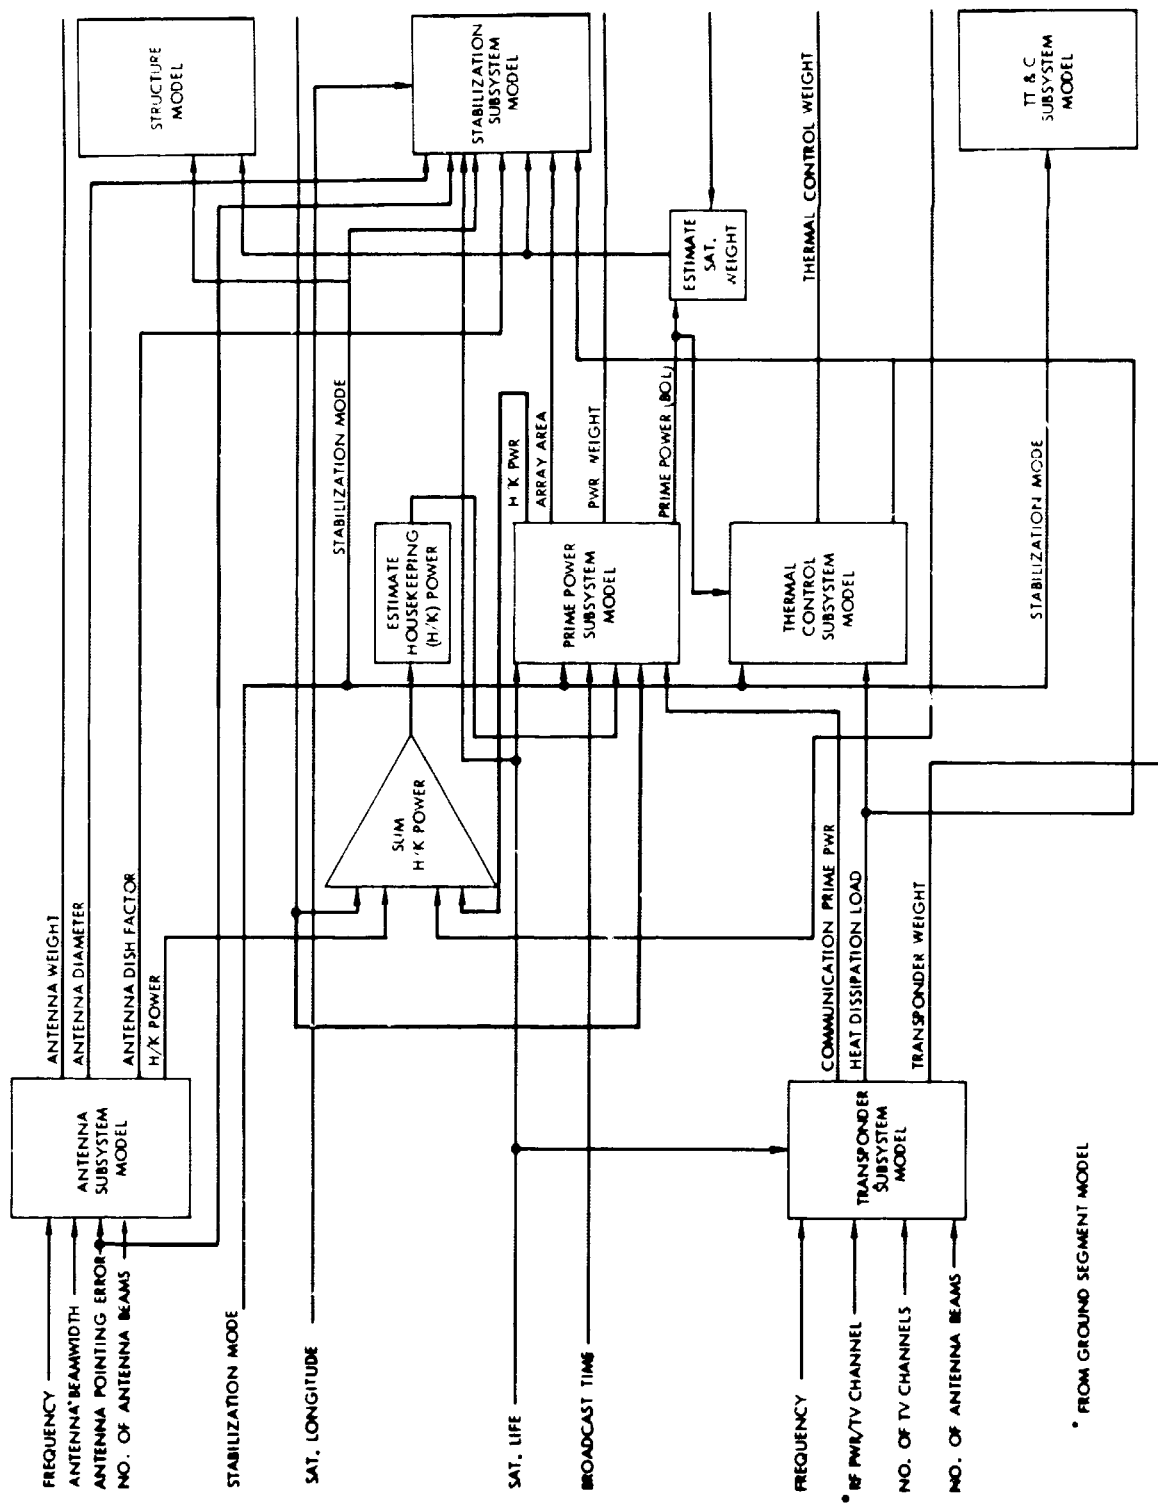 FREQUENCY
ANTENNA BEAMWIDTH
ANTENNA POINTING ERROR
NO. OF ANTENNA BEAMS
STABILIZATION MODE
SAT. LONGITUDE
SAT. LIFE
BROADCAST TIME
FREQUENCY
* RF PWR/TV CHANNEL
NO. OF TV CHANNELS
NO. OF ANTENNA BEAMS
* FROM GROUND SEGMENT MODEL
ANTENNA
SUBSYSTEM
MODEL
TRANSPONDER
SUBSYSTEM
MODEL
ANTENNA WEIGHT
ANTENNA DIAMETER
ANTENNA DISH FACTOR
H/K POWER
COMMUNICATION PRIME PWR
HEAT DISSIPATION LOAD
TRANSPONDER WEIGHT
SUM
H/K POWER
ESTIMATE
HOUSEKEEPING
(H/K) POWER
PRIME POWER
SUBSYSTEM
MODEL
THERMAL
CONTROL
SUBSYSTEM
MODEL
STABILIZATION MODE
H/K PWR
ARRAY AREA
PWR WEIGHT
PRIME POWER (BOL)
STABILIZATION MODE
ESTIMATE
SAT.
WEIGHT
THERMAL CONTROL WEIGHT
STRUCTURE
MODEL
STABILIZATION
SUBSYSTEM
MODEL
TT & C
SUBSYSTEM
MODEL